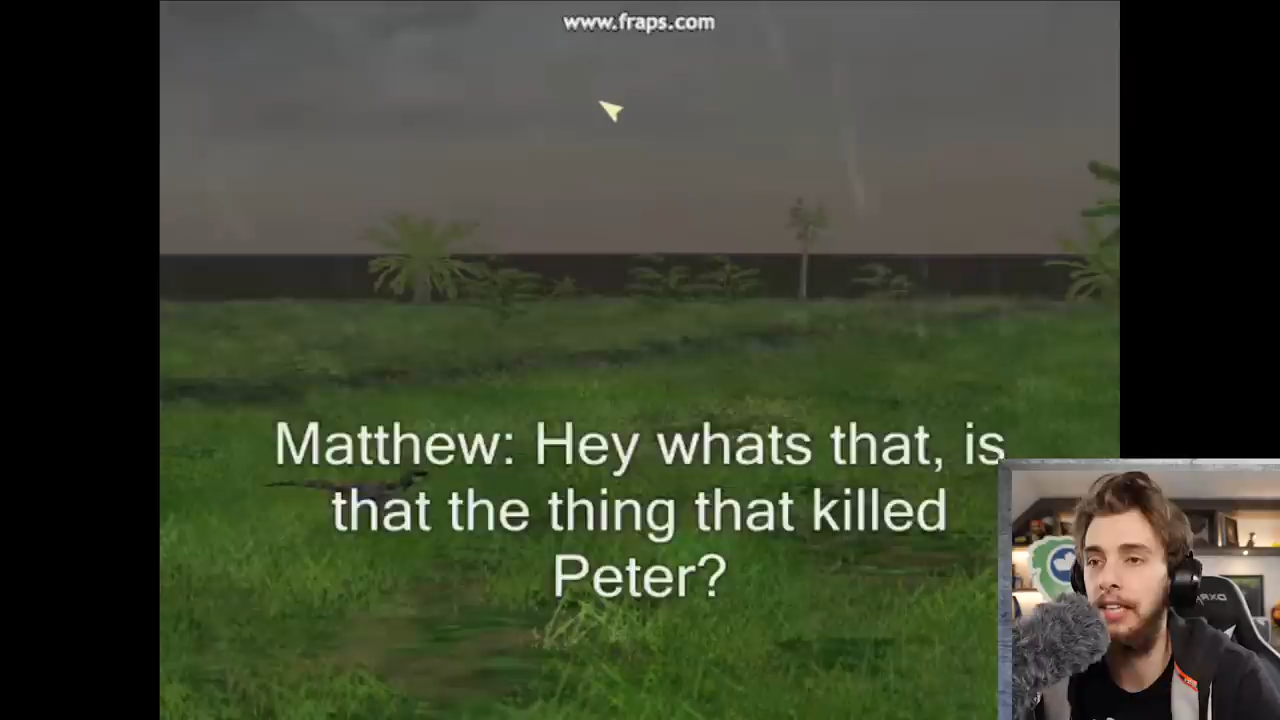 www.fraps.com
Matthew: Hey whats that, is
that the thing that killed
Peter?